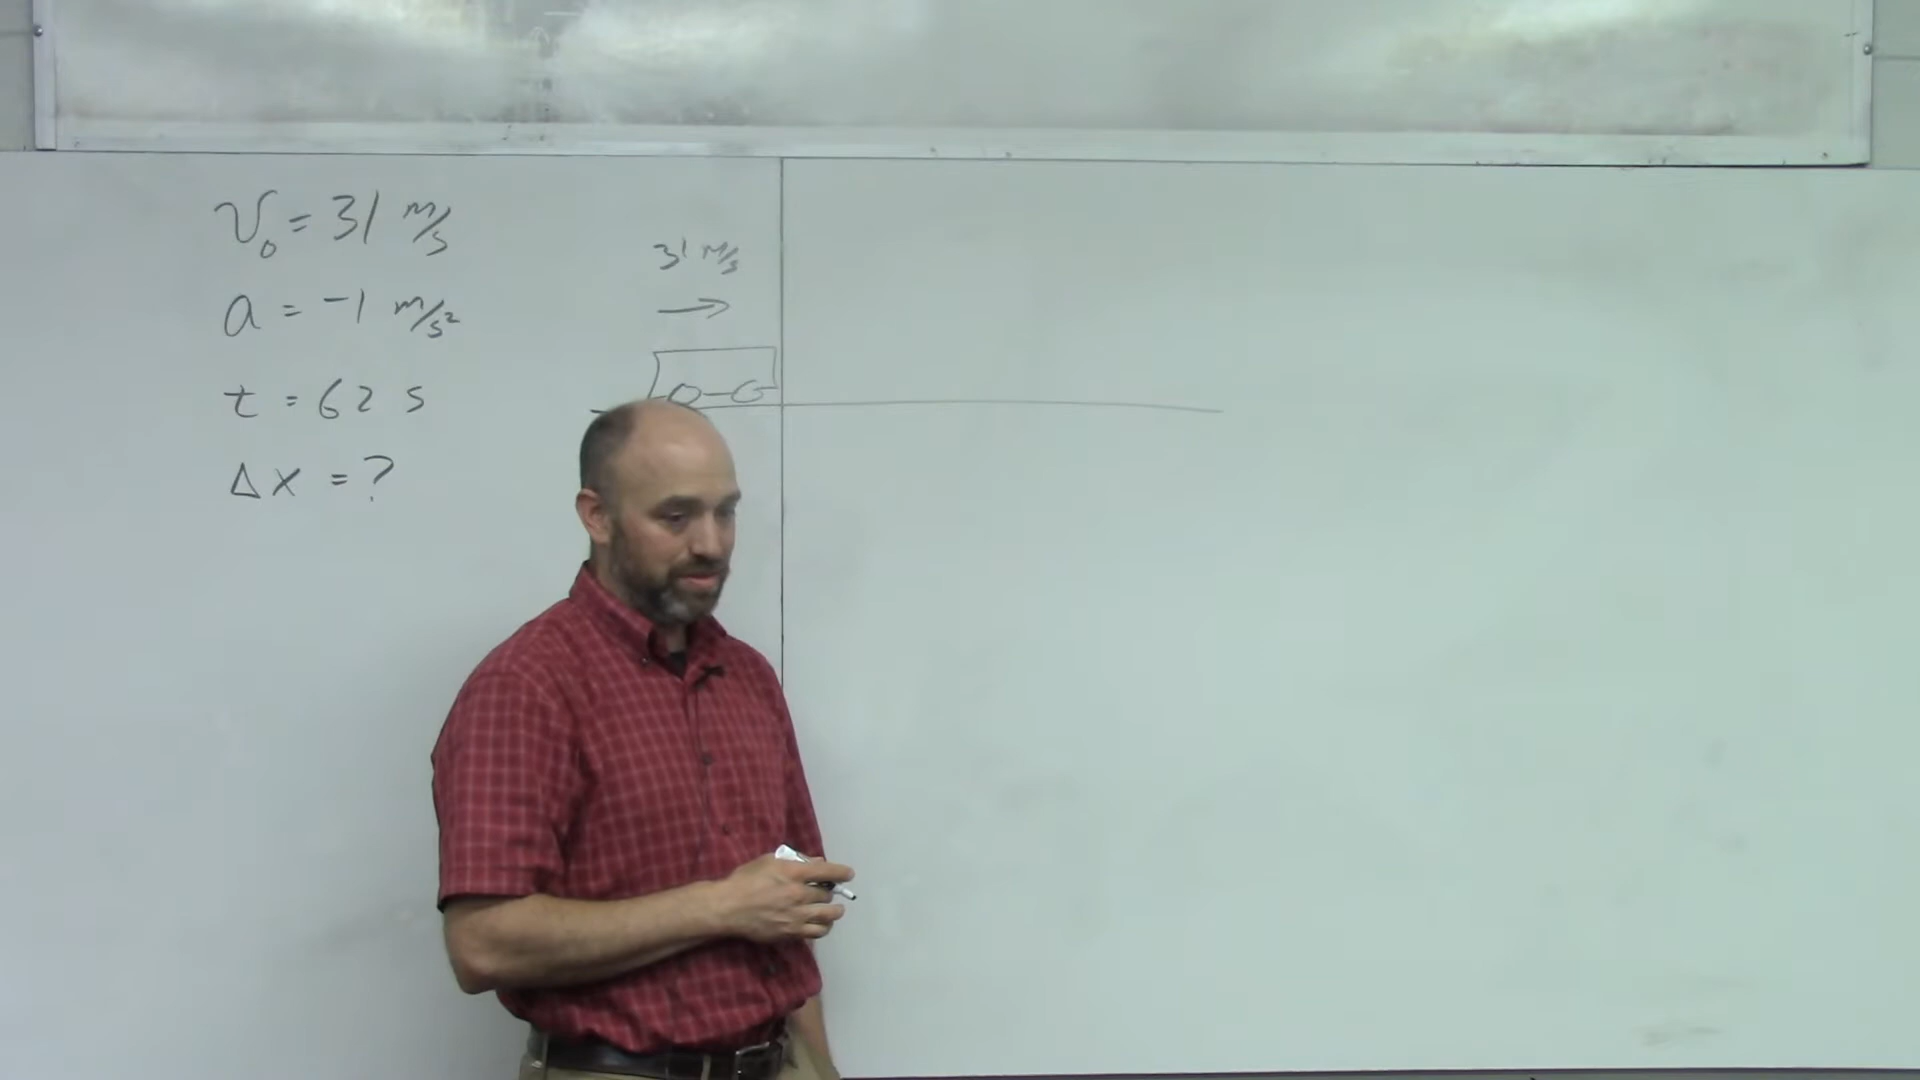 v₀ = 31 m/s
a = -1 m/s²
t = 62 s
Δx = ?
31 m/s